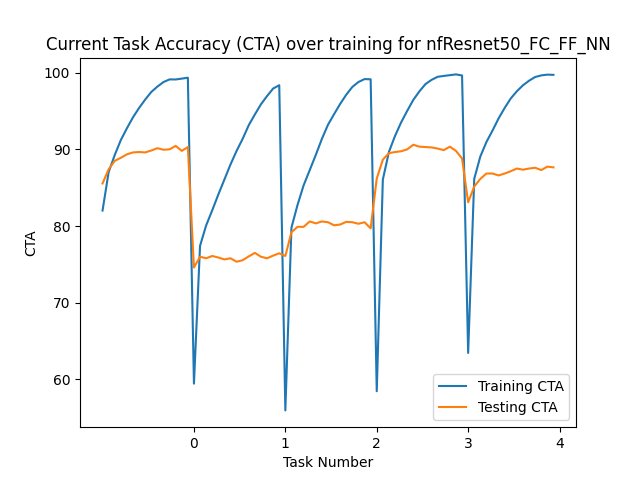 Current Task Accuracy (CTA) over training for nfResnet50_FC_FF_NN
100
90
80
70
60
CTA
Training CTA
Testing CTA
0 1 2 3 4
Task Number